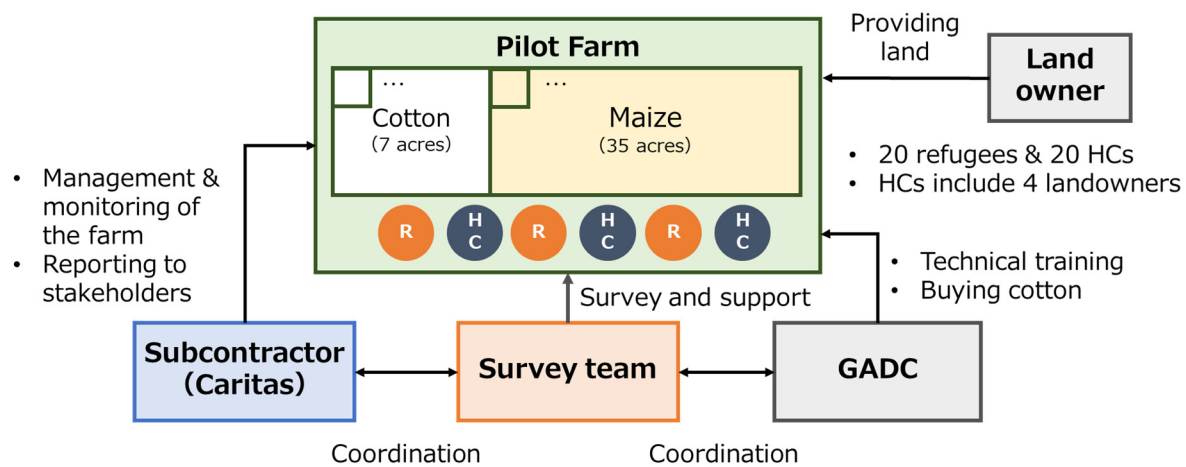 Pilot Farm
...
Cotton
(7 acres)
...
Maize
(35 acres)
R
H
C
R
H
C
R
H
C
Providing
land
Land
owner
• 20 refugees & 20 HCs
• HCs include 4 landowners
• Management &
monitoring of
the farm
• Reporting to
stakeholders
Survey and support
• Technical training
• Buying cotton
Subcontractor
(Caritas)
Survey team
GADC
Coordination
Coordination